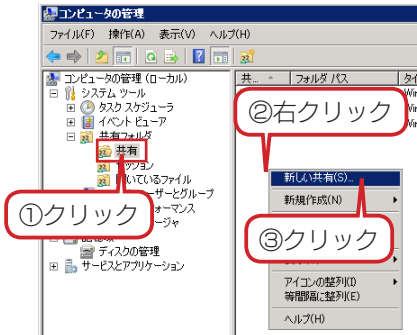 コンピュータの管理
ファイル(F) 操作(A) 表示(V) ヘルプ(H)
コンピュータの管理 (ローカル)
システム ツール
タスク スケジューラ
イベント ビューア
共有フォルダ
共有
セッション
いているファイル
ーザーとグループ
ォーマンス
ージャ
ディスクの管理
サービスとアプリケーション
共...
フォルダ パス
タイ
Win
Win
Win
①クリック
②右クリック
新しい共有(S)...
新規作成(N)
③クリック
アイコンの整列(I)
等間隔に整列(E)
ヘルプ(H)